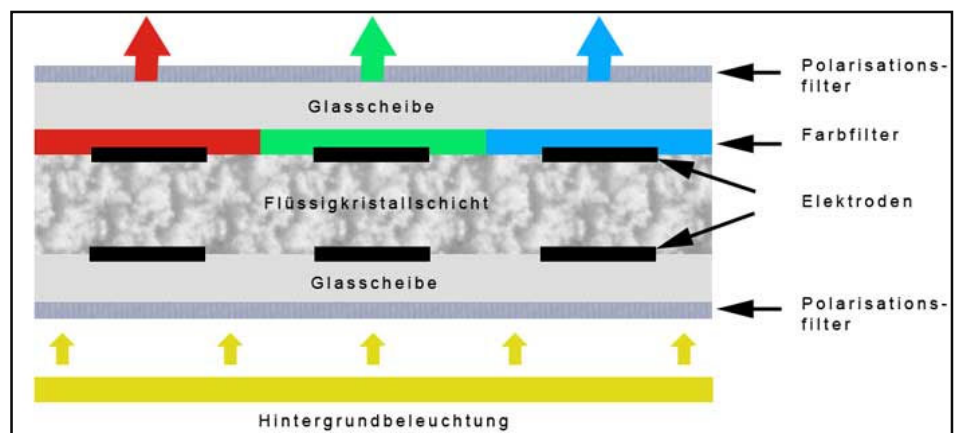 Polarisations-
filter
Glasscheibe
Farbfilter
Flüssigkristallschicht
Elektroden
Glasscheibe
Polarisations-
filter
Hintergrundbeleuchtung